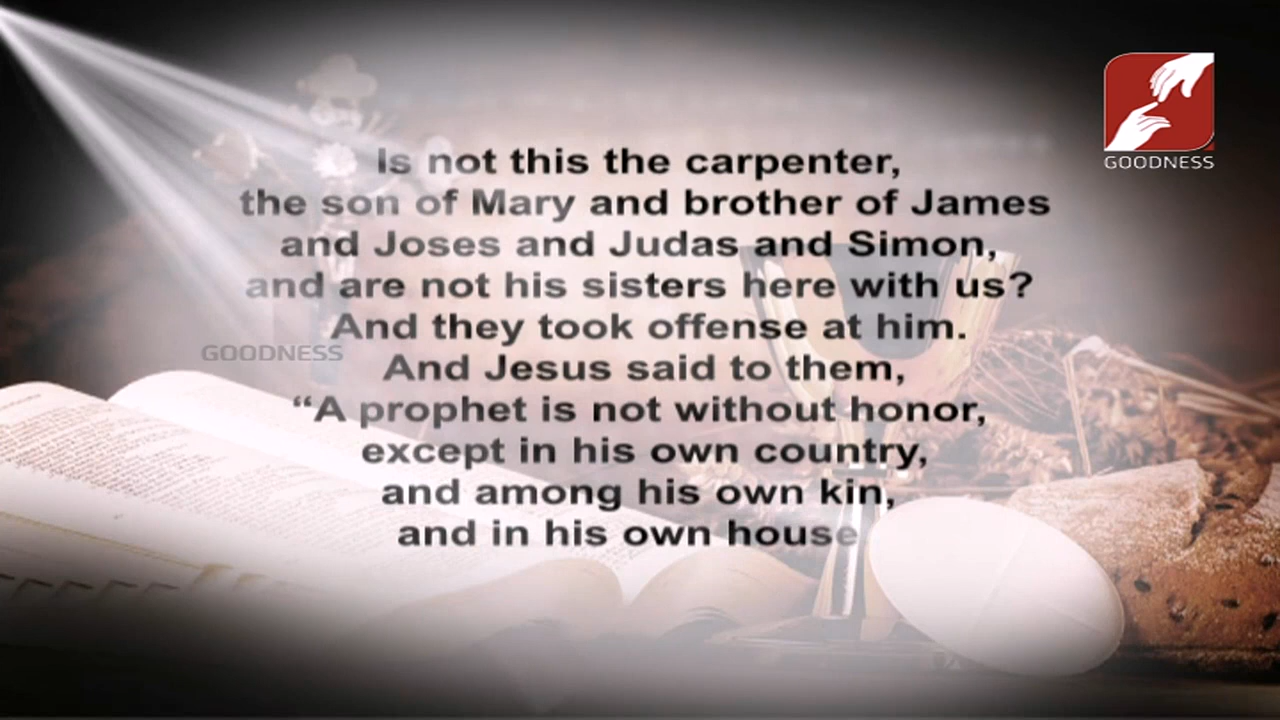 GOODNESS
Is not this the carpenter,
the son of Mary and brother of James
and Joses and Judas and Simon,
and are not his sisters here with us?
And they took offense at him.
GOODNESS
And Jesus said to them,
“A prophet is not without honor,
except in his own country,
and among his own kin,
and in his own house